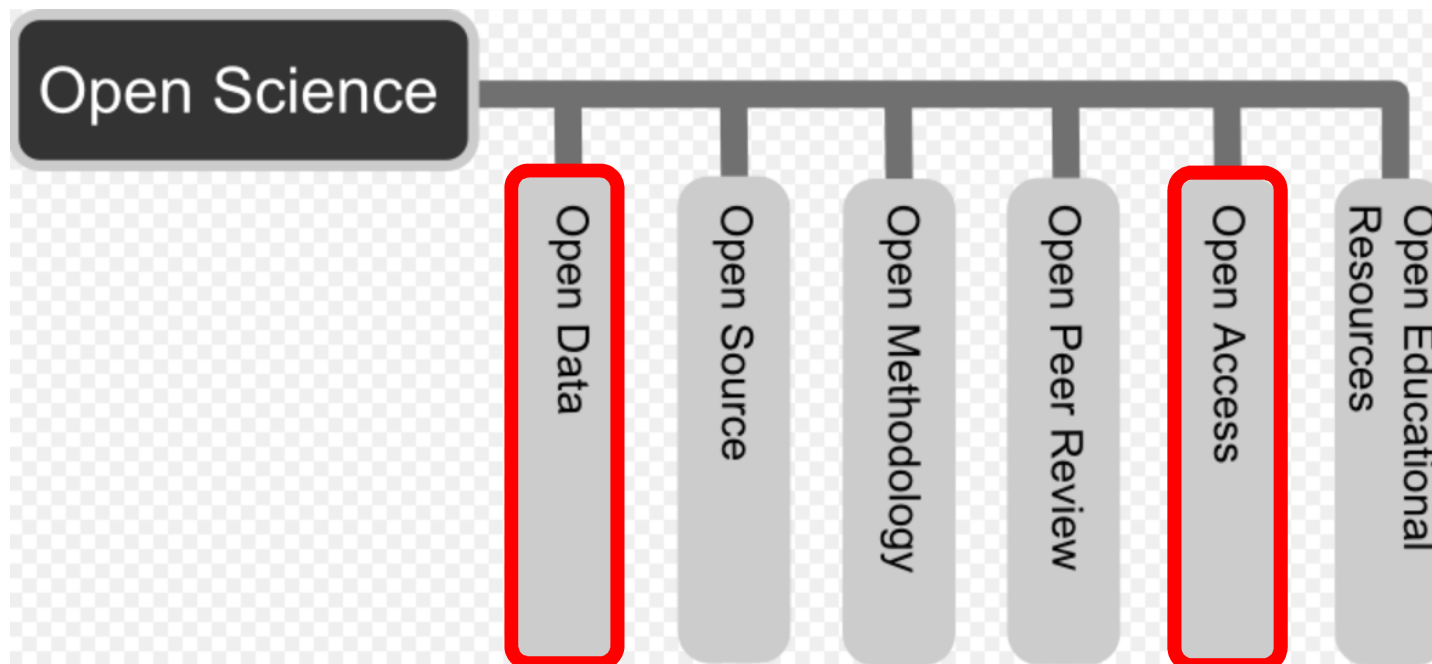 Open Science
Open Data
Open Source
Open Methodology
Open Peer Review
Open Access
Open Educational
Resources